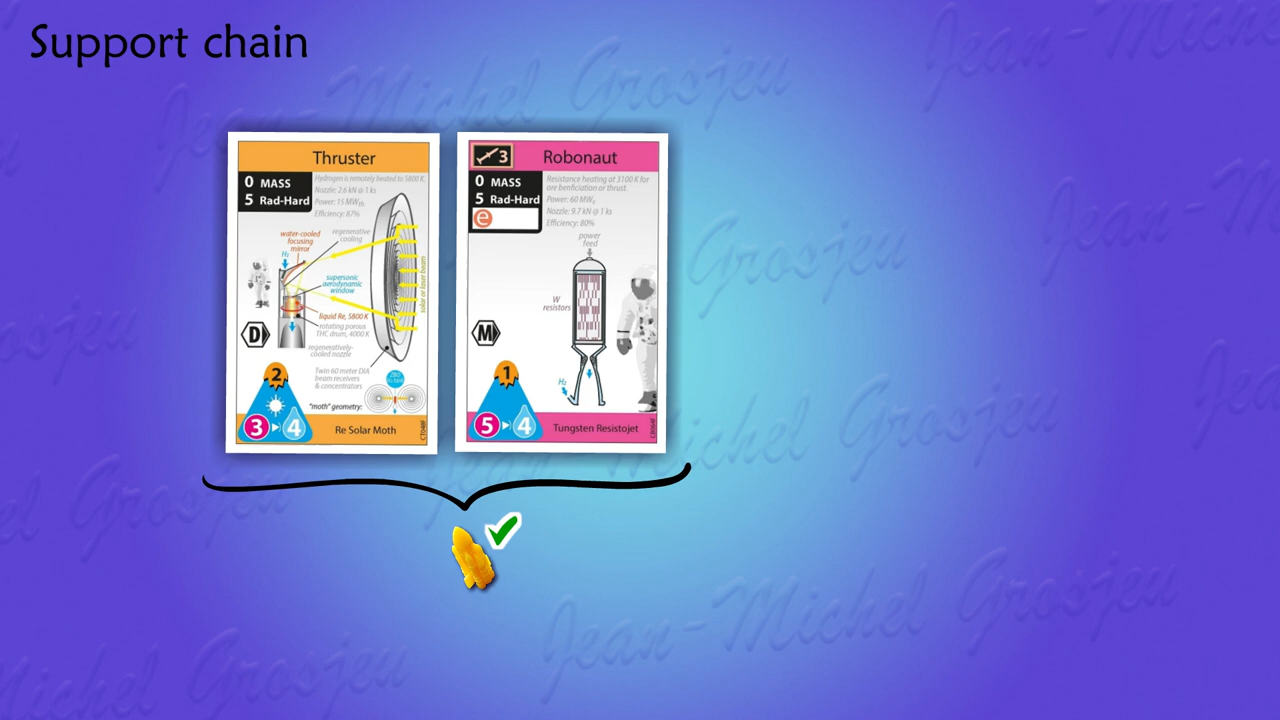 Support chain
Thruster
0 MASS
5 Rad-Hard
Hydrogen is remotely heated to 5800 K.
Nozzle: 2.6 kN @ 1 ks
Power: 15 MWth
Efficiency: 87%
water-cooled
focusing
mirror
regenerative
cooling
H₂
supersonic
aerodynamic
window
solar or laser beam
liquid Re, 5800 K
rotating porous
THC drum, 4000 K
D
regeneratively-
cooled nozzle
Twin 60 meter DIA
beam receivers
& concentrators
"moth" geometry:
2
3 4
Re Solar Moth
3
Robonaut
0 MASS
5 Rad-Hard
e
Resistance heating at 3100 K for
ore benficiation or thrust.
Power: 60 MWe
Nozzle: 9.7 kN @ 1 ks
Efficiency: 80%
power
feed
W
resistors
M
H₂
1
5 4
Tungsten Resistojet
Jean-Michel Grosjeu